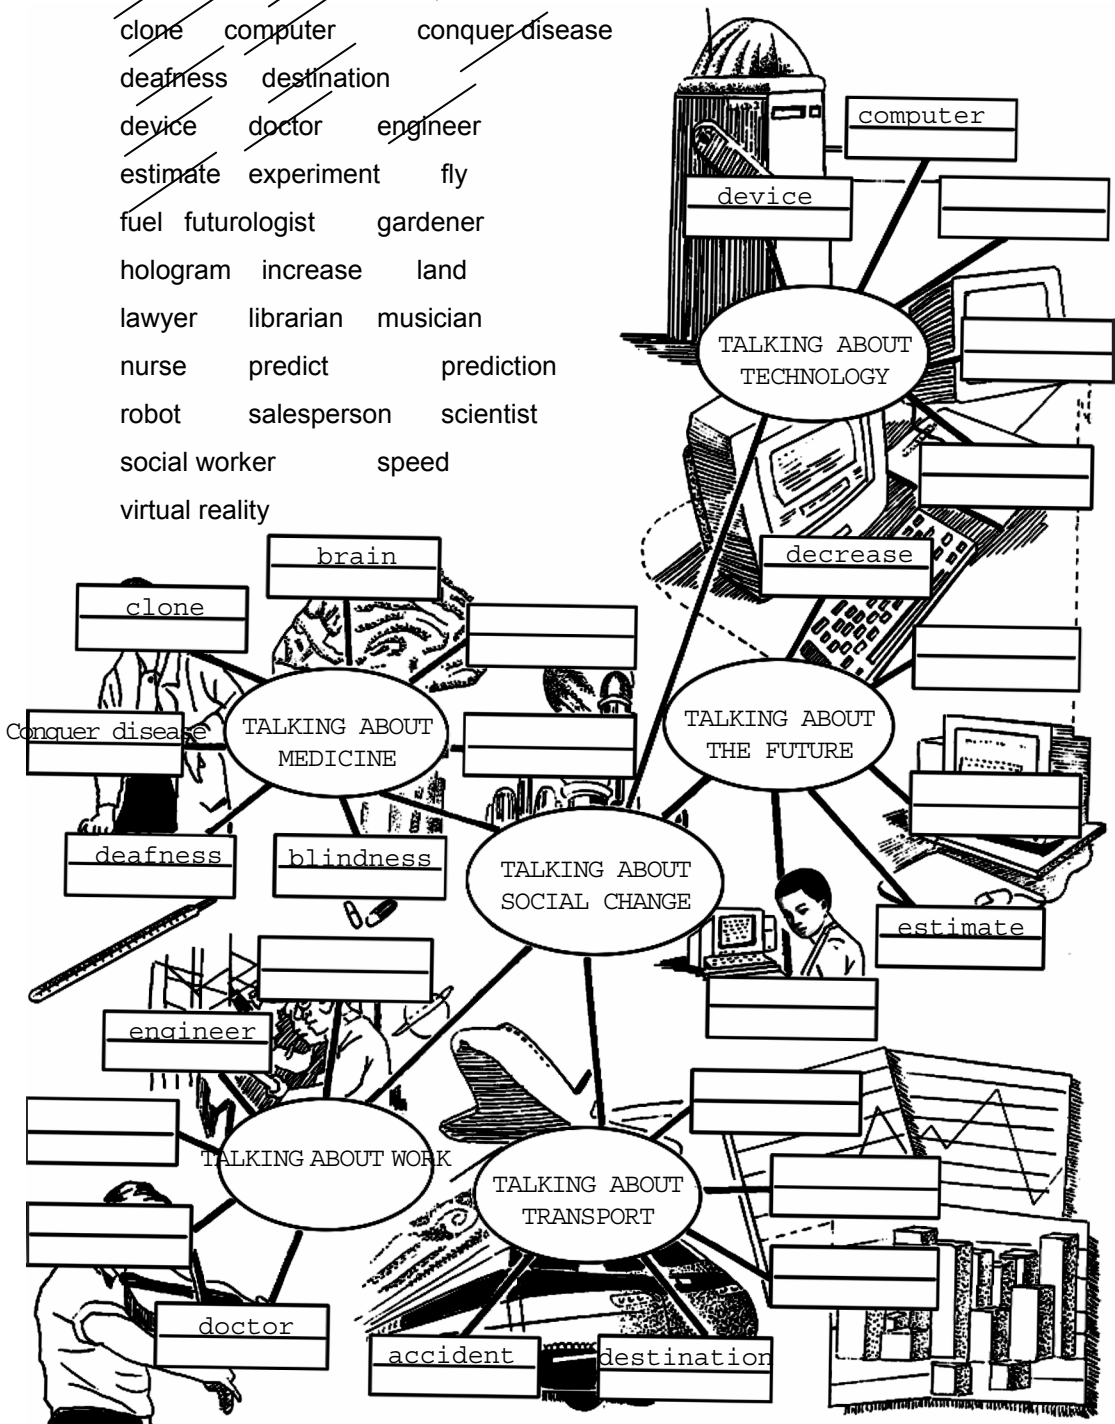 clone computer conquer disease
deafness destination
device doctor engineer
estimate experiment fly
fuel futurologist gardener
hologram increase land
lawyer librarian musician
nurse predict prediction
robot salesperson scientist
social worker speed
virtual reality
computer
device
TALKING ABOUT
TECHNOLOGY
brain
decrease
clone
Conquer disease
TALKING ABOUT
MEDICINE
TALKING ABOUT
THE FUTURE
deafness
blindness
TALKING ABOUT
SOCIAL CHANGE
estimate
engineer
TALKING ABOUT WORK
TALKING ABOUT
TRANSPORT
doctor
accident
destination